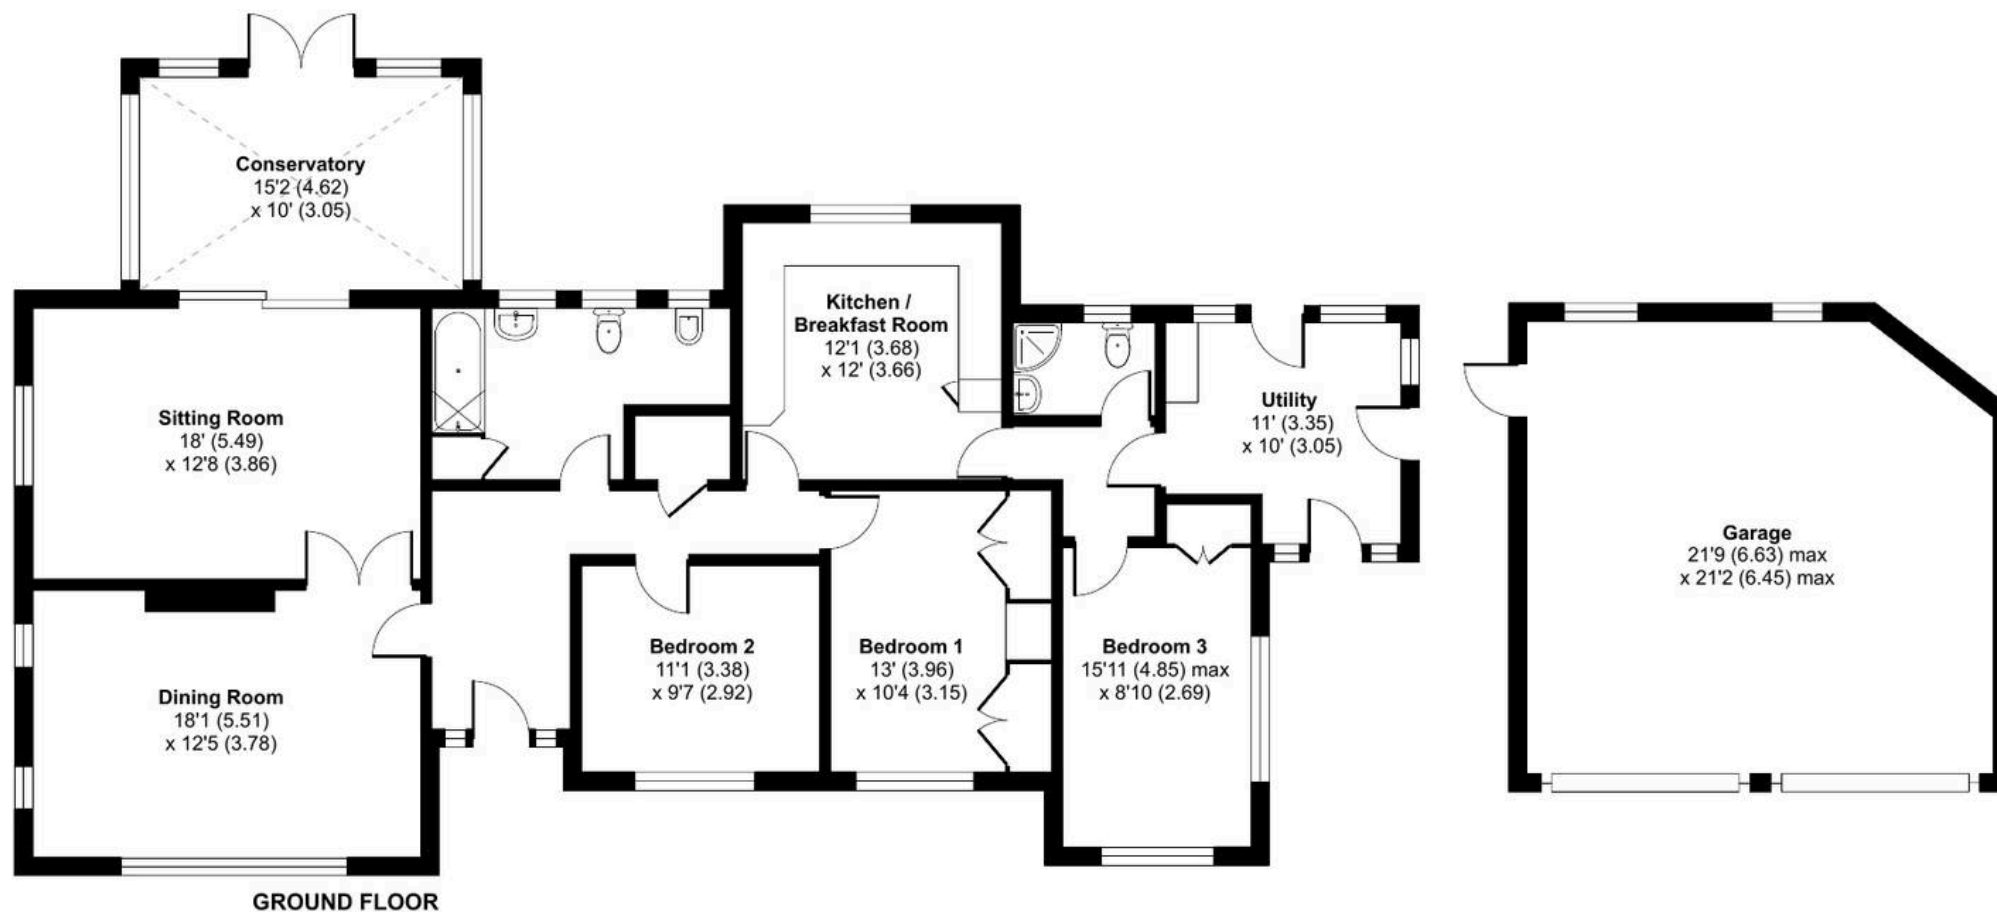 Conservatory
15'2 (4.62)
x 10' (3.05)
Kitchen /
Breakfast Room
12'1 (3.68)
x 12' (3.66)
Sitting Room
18' (5.49)
x 12'8 (3.86)
Utility
11' (3.35)
x 10' (3.05)
Garage
21'9 (6.63) max
x 21'2 (6.45) max
Dining Room
18'1 (5.51)
x 12'5 (3.78)
Bedroom 2
11'1 (3.38)
x 9'7 (2.92)
Bedroom 1
13' (3.96)
x 10'4 (3.15)
Bedroom 3
15'11 (4.85) max
x 8'10 (2.69)
GROUND FLOOR